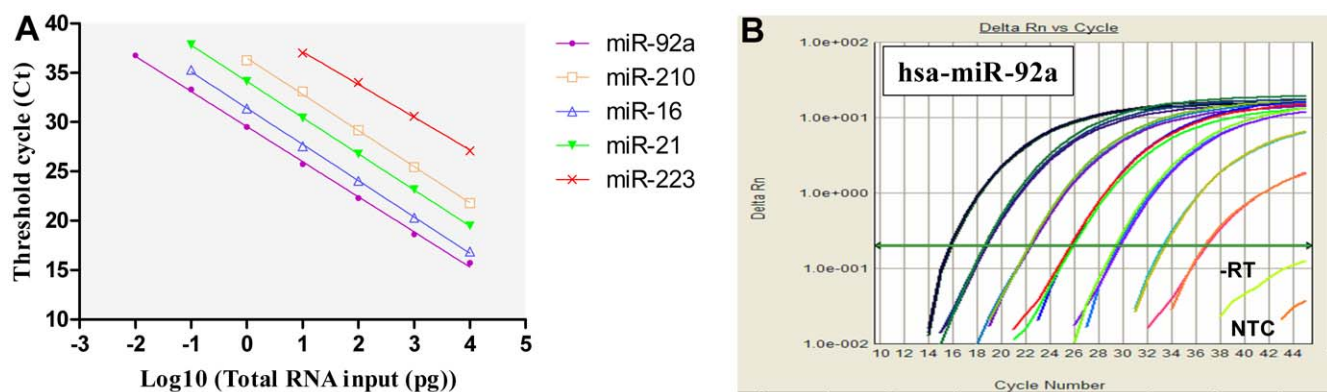 A
Threshold cycle (Ct)
40
35
30
25
20
15
10
-3 -2 -1 0 1 2 3 4 5
Log10 (Total RNA input (pg))
miR-92a
miR-210
miR-16
miR-21
miR-223
B
Delta Rn vs Cycle
hsa-miR-92a
Delta Rn
1.0e+002
1.0e+001
1.0e+000
1.0e-001
1.0e-002
-RT
NTC
10 12 14 16 18 20 22 24 26 28 30 32 34 36 38 40 42 44
Cycle Number